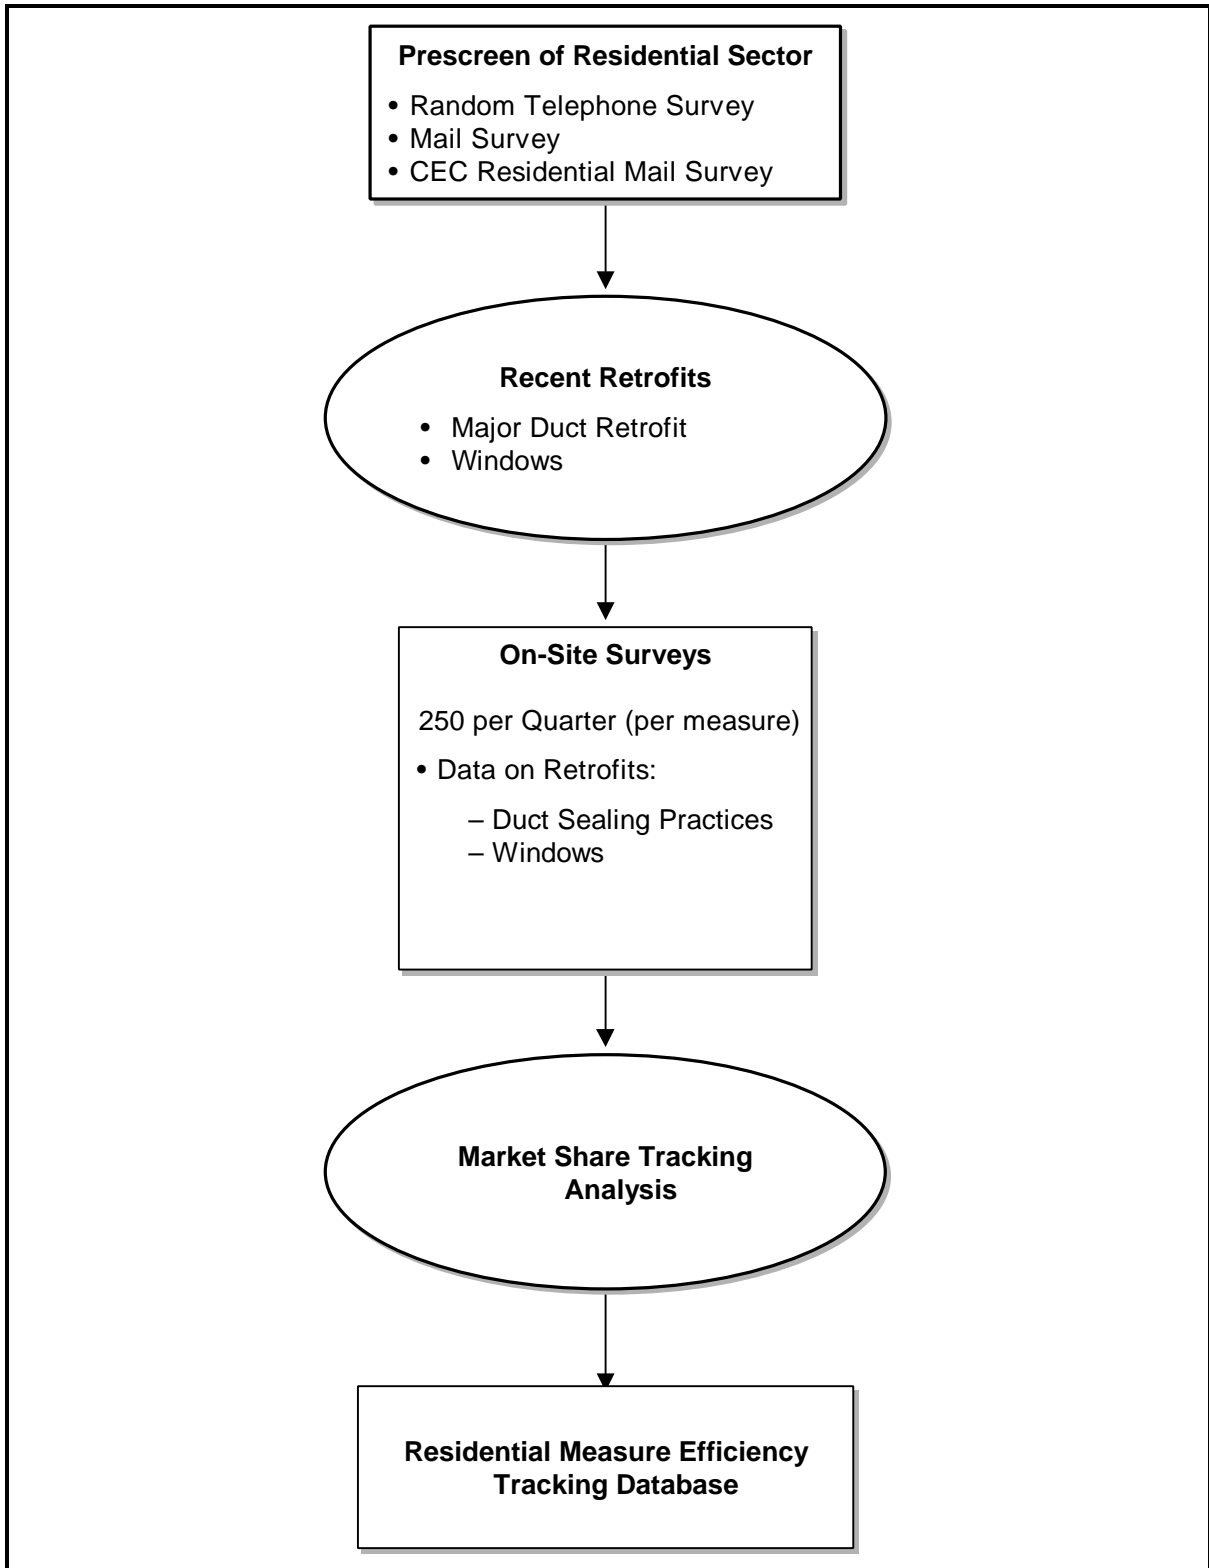 Prescreen of Residential Sector
• Random Telephone Survey
• Mail Survey
• CEC Residential Mail Survey
Recent Retrofits
• Major Duct Retrofit
• Windows
On-Site Surveys
250 per Quarter (per measure)
• Data on Retrofits:
– Duct Sealing Practices
– Windows
Market Share Tracking
Analysis
Residential Measure Efficiency
Tracking Database